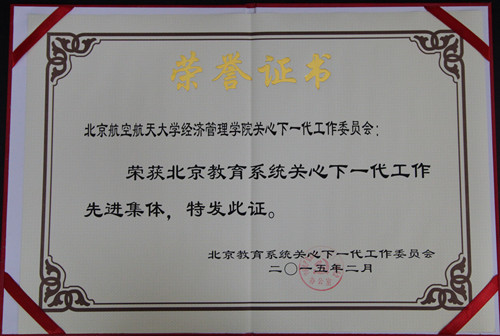 荣誉证书
北京航空航天大学经济管理学院关心下一代工作委员会：
荣获北京教育系统关心下一代工作
先进集体，特发此证。
北京教育系统关心下一代工作委员会
二〇一五年二月
办公室